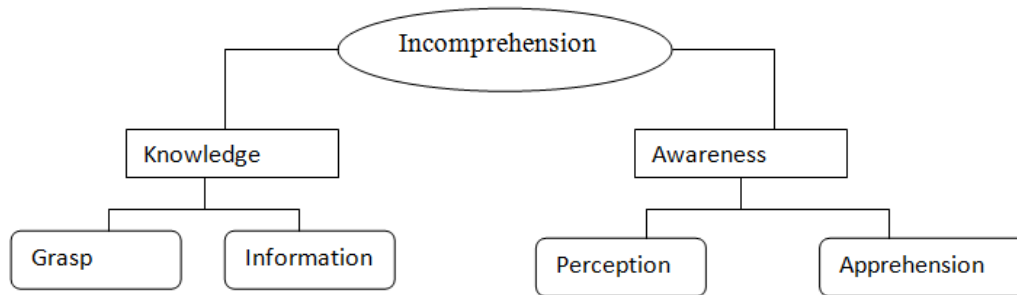 Incomprehension
Knowledge
Awareness
Grasp
Information
Perception
Apprehension